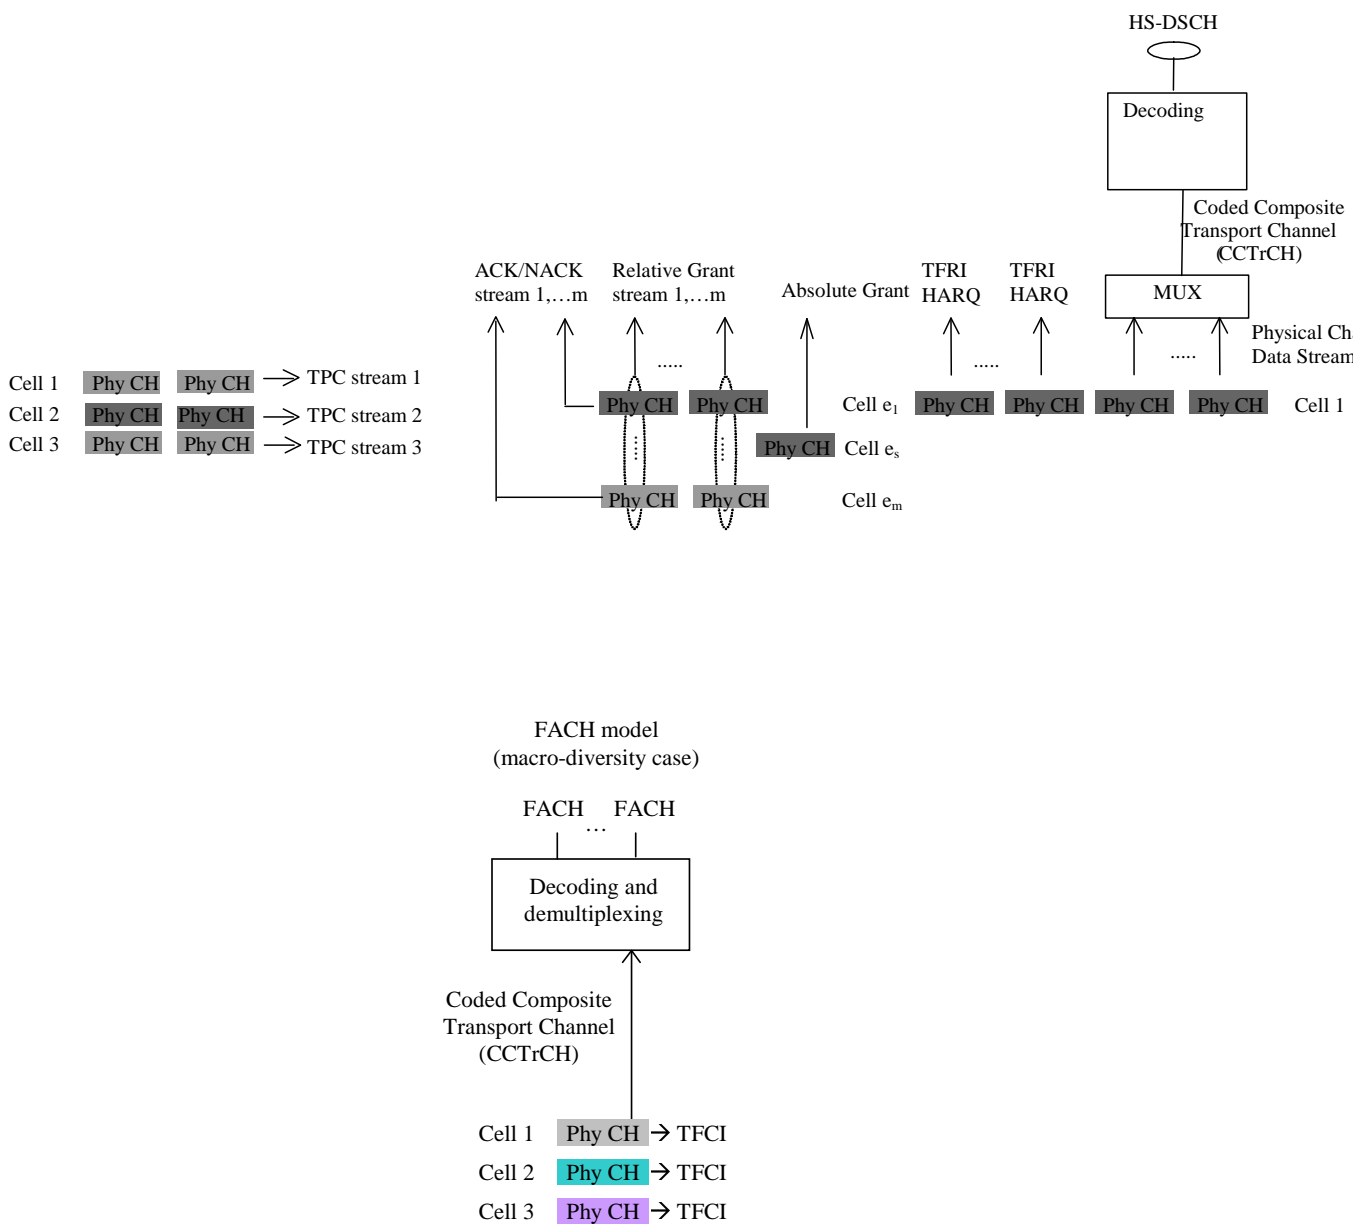 HS-DSCH
Decoding
Coded Composite
Transport Channel
(CCTrCH)
MUX
ACK/NACK
stream 1,…m
Relative Grant
stream 1,…m
Absolute Grant
TFRI
HARQ
TFRI
HARQ
Physical Cha
Data Stream
.....
.....
.....
Cell 1 Phy CH Phy CH TPC stream 1
Cell 2 Phy CH Phy CH TPC stream 2
Cell 3 Phy CH Phy CH TPC stream 3
Phy CH Phy CH Cell e1 Phy CH Phy CH Phy CH Phy CH Cell 1
Phy CH Cell es
Phy CH Phy CH Cell em
FACH model
(macro-diversity case)
FACH … FACH
Decoding and
demultiplexing
Coded Composite
Transport Channel
(CCTrCH)
Cell 1 Phy CH → TFCI
Cell 2 Phy CH → TFCI
Cell 3 Phy CH → TFCI